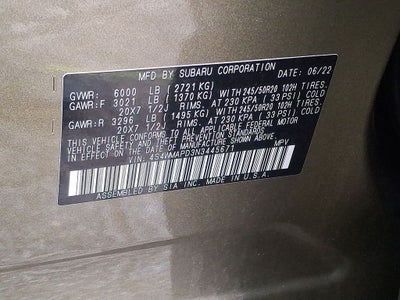 MFD BY SUBARU CORPORATION DATE: 06/22
GVWR: 6000 LB ( 2721 KG)
GAWR:F 3021 LB ( 1370 KG) WITH 245/50R20 102H TIRES.
20X7 1/2J RIMS. AT 230 KPA ( 33 PSI) COLD
GAWR:R 3296 LB ( 1495 KG) WITH 245/50R20 102H TIRES.
20X7 1/2J RIMS. AT 230 KPA ( 33 PSI) COLD
THIS VEHICLE CONFORMS TO ALL APPLICABLE FEDERAL MOTOR
VEHICLE SAFETY, BUMPER, AND THEFT PREVENTION STANDARDS
IN EFFECT ON THE DATE OF MANUFACTURE SHOWN ABOVE.
VIN: 4S4WMAPD3N3445671 MPV
ASSEMBLED BY SIA INC. MADE IN U.S.A.